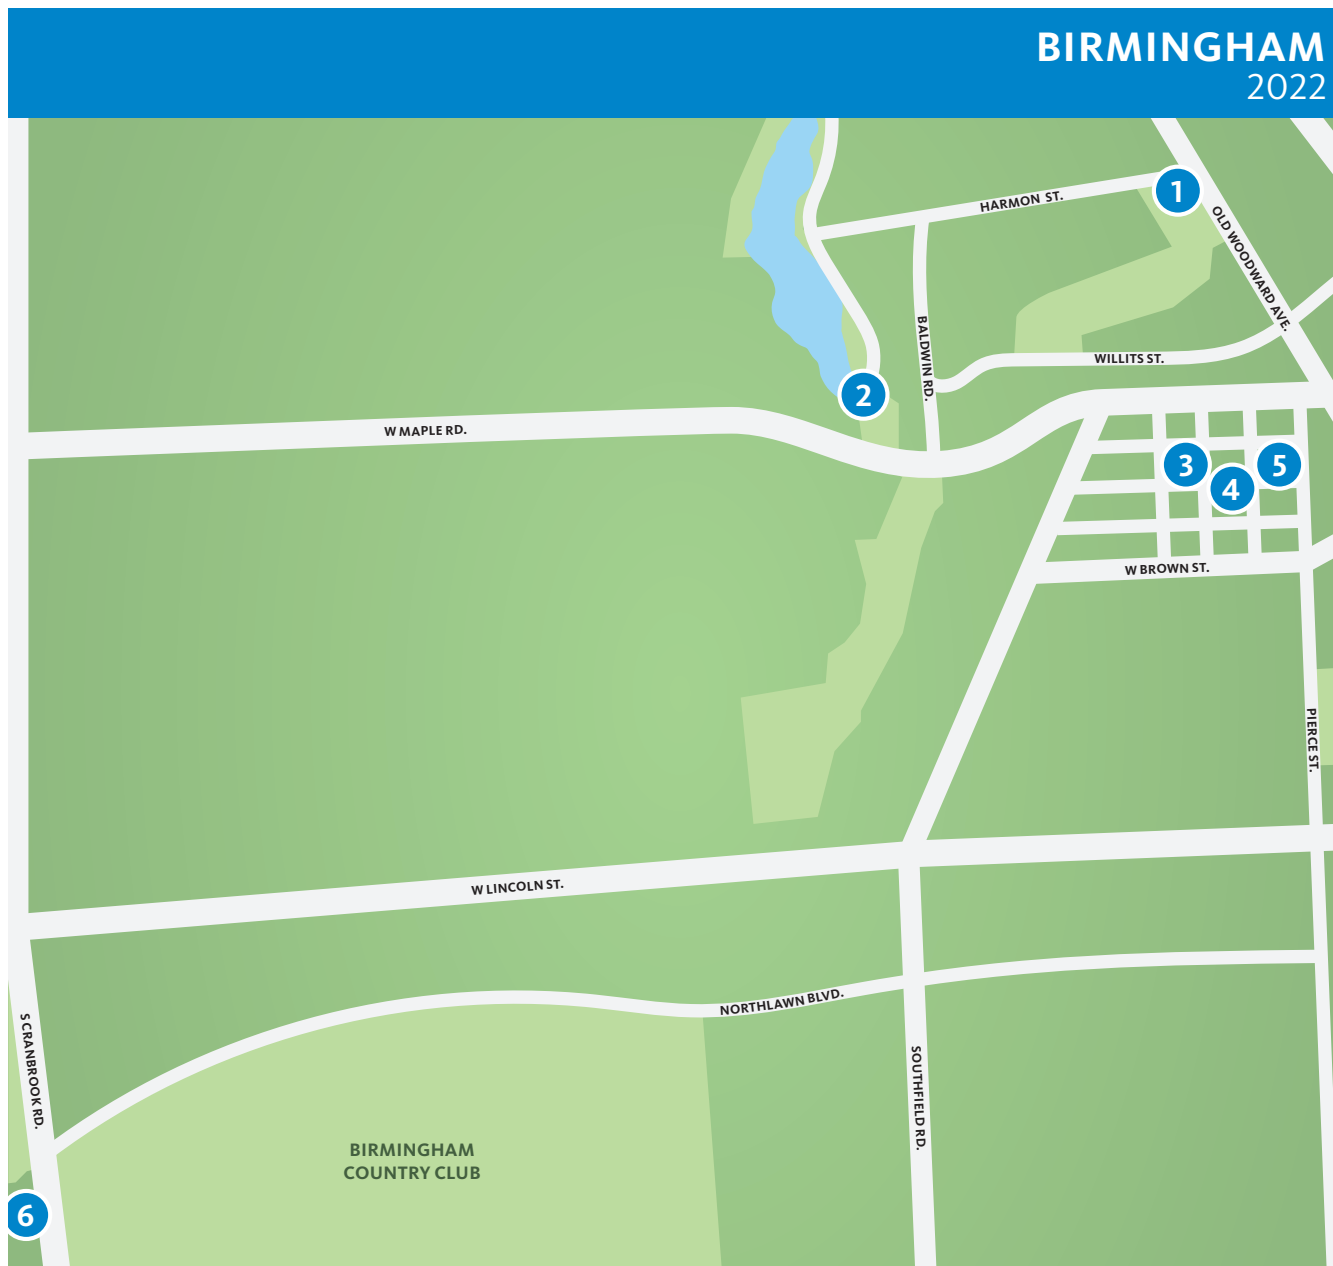 BIRMINGHAM
2022
1
HARMON ST.
OLD WOODWARD AVE.
BALDWIN RD.
WILLITS ST.
2
W MAPLE RD.
3
4
5
W BROWN ST.
PIERCE ST.
W LINCOLN ST.
NORTHLAWN BLVD.
S CRANBROOK RD.
SOUTHFIELD RD.
BIRMINGHAM
COUNTRY CLUB
6